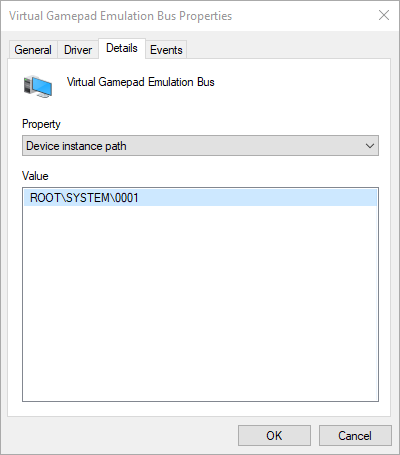 Virtual Gamepad Emulation Bus Properties
General Driver Details Events
Virtual Gamepad Emulation Bus
Property
Device instance path
Value
ROOT\SYSTEM\0001
OK Cancel